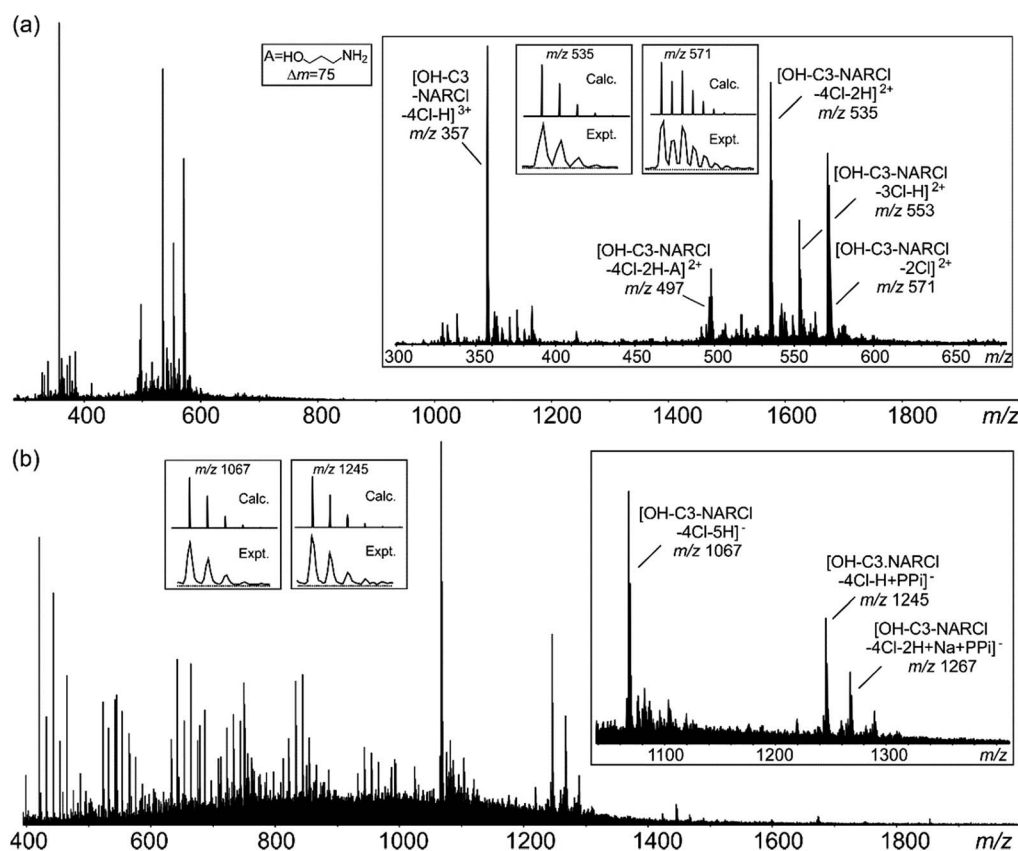 (a)
A=HO NH2
Δm=75
[OH-C3
-NARCl
-4Cl-H]3+
m/z 357
m/z 535
Calc.
Expt.
m/z 571
Calc.
Expt.
[OH-C3-NARCl
-4Cl-2H]2+
m/z 535
[OH-C3-NARCl
-3Cl-H]2+
m/z 553
[OH-C3-NARCl
-4Cl-2H-A]2+
m/z 497
[OH-C3-NARCl
-2Cl]2+
m/z 571
300 350 400 450 500 550 600 650 m/z
400 600 800 1000 1200 1400 1600 1800 m/z
(b)
m/z 1067
Calc.
Expt.
m/z 1245
Calc.
Expt.
[OH-C3-NARCl
-4Cl-5H]-
m/z 1067
[OH-C3.NARCl
-4Cl-H+PPi]-
m/z 1245
[OH-C3-NARCl
-4Cl-2H+Na+PPi]-
m/z 1267
1100 1200 1300 m/z
400 600 800 1000 1200 1400 1600 1800 m/z